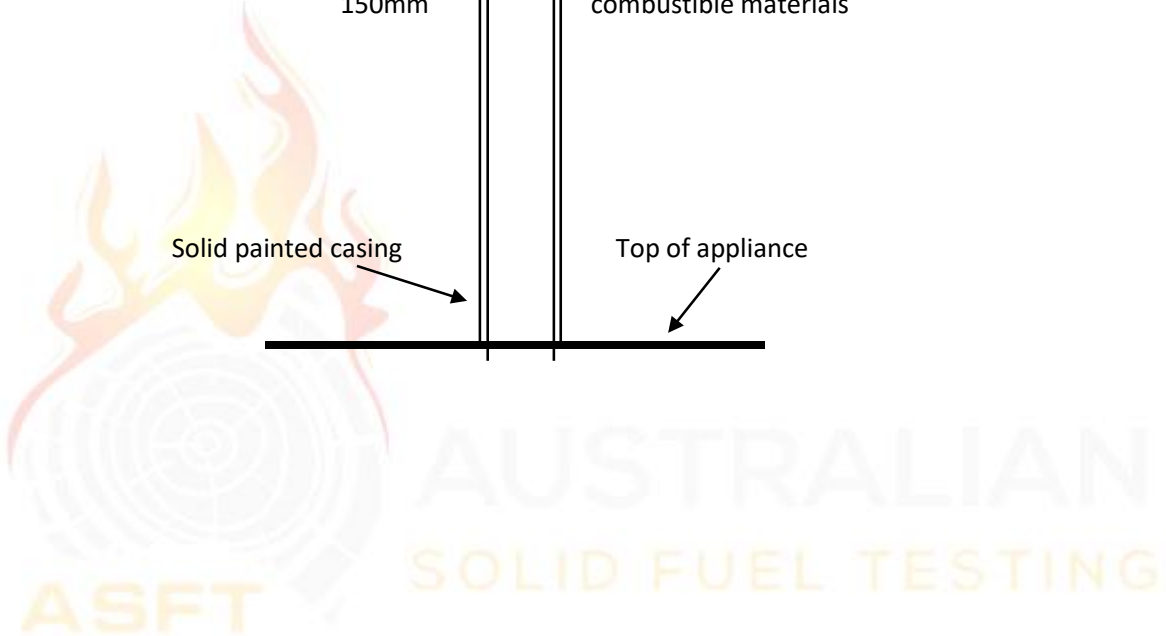 150mm combustible materials
Solid painted casing Top of appliance
AUSTRALIAN
SOLID FUEL TESTING
ASFT